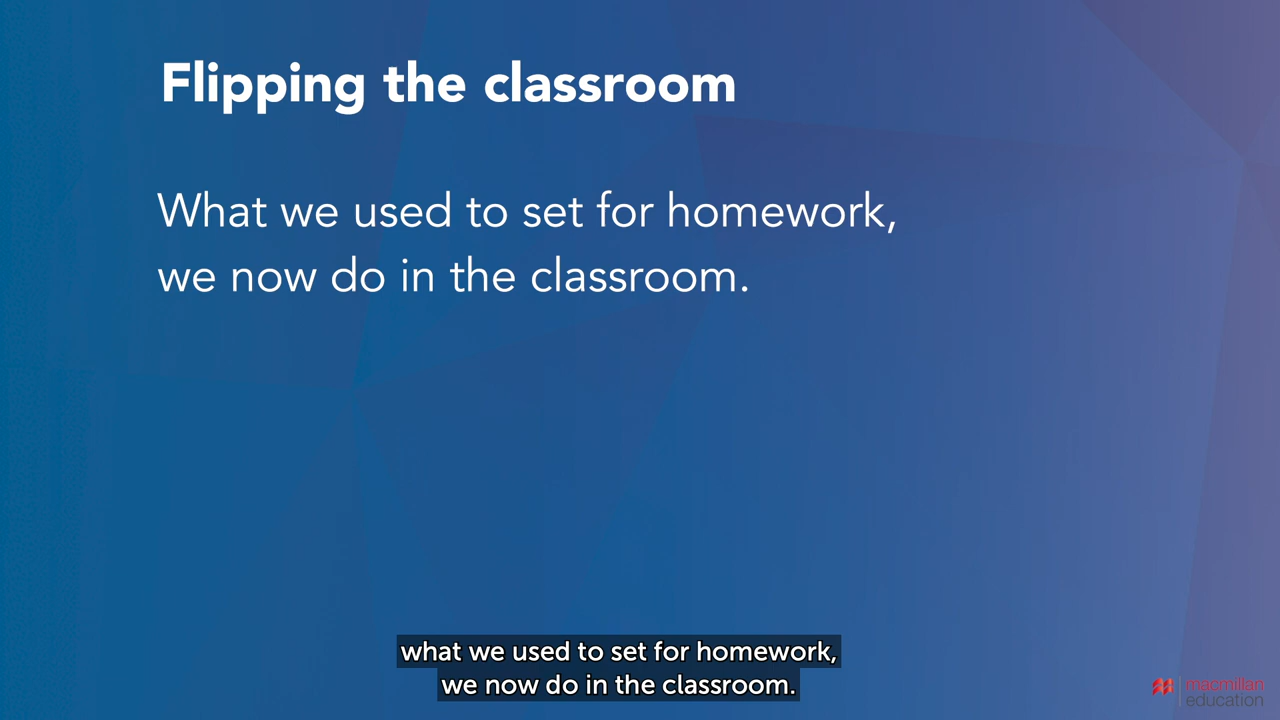 Flipping the classroom
What we used to set for homework,
we now do in the classroom.
what we used to set for homework,
we now do in the classroom.
macmillan
education